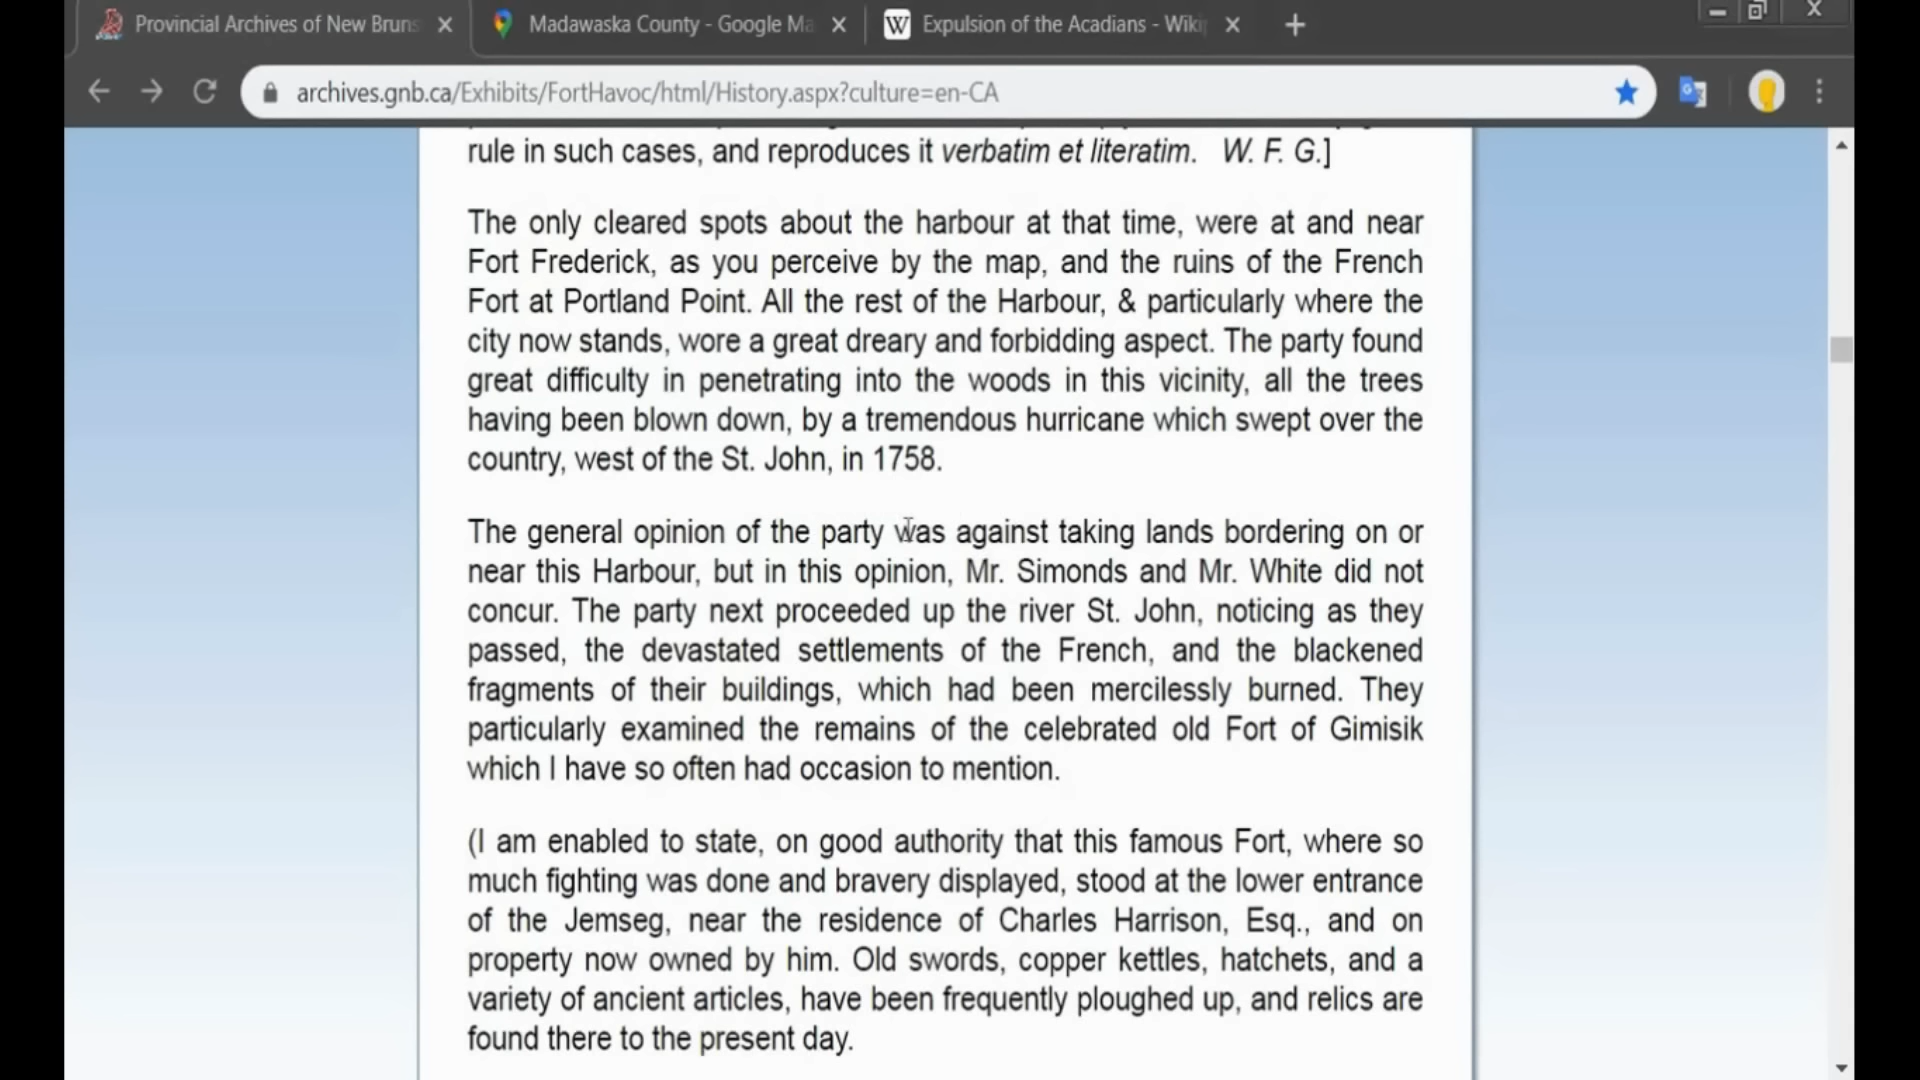 Provincial Archives of New Bruns
Madawaska County - Google Ma
Expulsion of the Acadians - Wiki
archives.gnb.ca/Exhibits/FortHavoc/html/History.aspx?culture=en-CA
rule in such cases, and reproduces it verbatim et literatim. W. F. G.]
The only cleared spots about the harbour at that time, were at and near
Fort Frederick, as you perceive by the map, and the ruins of the French
Fort at Portland Point. All the rest of the Harbour, & particularly where the
city now stands, wore a great dreary and forbidding aspect. The party found
great difficulty in penetrating into the woods in this vicinity, all the trees
having been blown down, by a tremendous hurricane which swept over the
country, west of the St. John, in 1758.
The general opinion of the party was against taking lands bordering on or
near this Harbour, but in this opinion, Mr. Simonds and Mr. White did not
concur. The party next proceeded up the river St. John, noticing as they
passed, the devastated settlements of the French, and the blackened
fragments of their buildings, which had been mercilessly burned. They
particularly examined the remains of the celebrated old Fort of Gimisik
which I have so often had occasion to mention.
(I am enabled to state, on good authority that this famous Fort, where so
much fighting was done and bravery displayed, stood at the lower entrance
of the Jemseg, near the residence of Charles Harrison, Esq., and on
property now owned by him. Old swords, copper kettles, hatchets, and a
variety of ancient articles, have been frequently ploughed up, and relics are
found there to the present day.